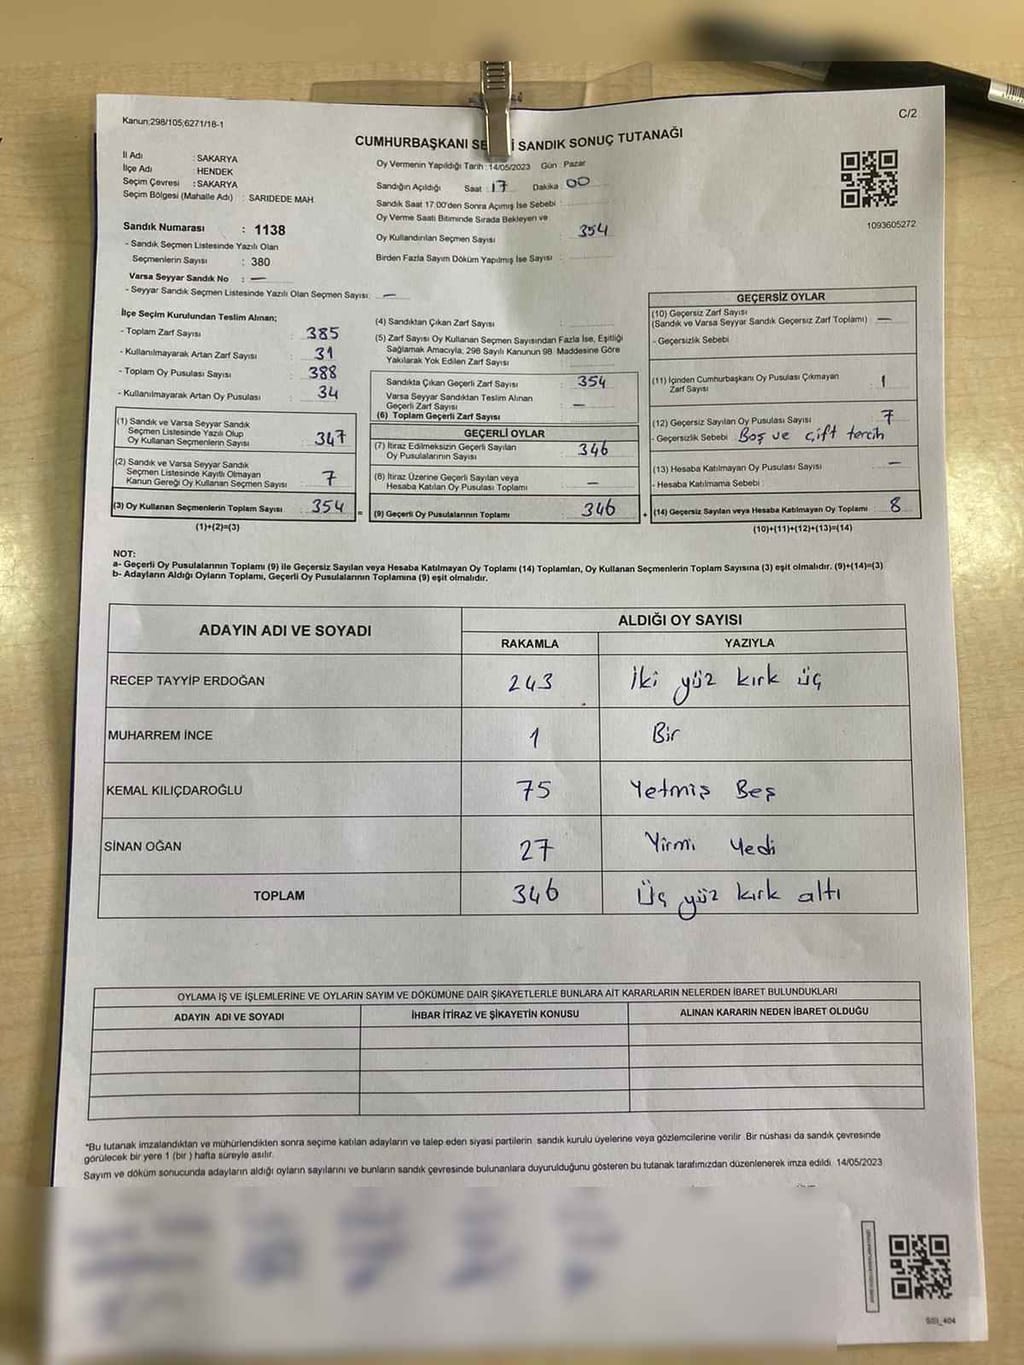 Kanun;298/105;6271/18-1
C/2
CUMHURBAŞKANI SE İ SANDIK SONUÇ TUTANAĞI
İl Adı : SAKARYA
İlçe Adı : HENDEK
Seçim Çevresi : SAKARYA
Seçim Bölgesi (Mahalle Adı) : SARIDEDE MAH
Sandık Numarası : 1138
- Sandık Seçmen Listesinde Yazılı Olan
Seçmenlerin Sayısı : 380
Varsa Seyyar Sandık No : —
- Seyyar Sandık Seçmen Listesinde Yazılı Olan Seçmen Sayısı: —
Oy Vermenin Yapıldığı Tarih : 14/05/2023 Gün : Pazar
Sandığın Açıldığı Saat : 17 Dakika : 00
Sandık Saat 17:00'den Sonra Açımış İse Sebebi :
Oy Verme Saati Bitiminde Sırada Bekleyen ve
Oy Kullandırılan Seçmen Sayısı : 354
Birden Fazla Sayım Döküm Yapılmış İse Sayısı :
1093605272
İlçe Seçim Kurulundan Teslim Alınan;
- Toplam Zarf Sayısı : 385
- Kullanılmayarak Artan Zarf Sayısı : 31
- Toplam Oy Pusulası Sayısı : 388
- Kullanılmayarak Artan Oy Pusulası : 34
(1) Sandık ve Varsa Seyyar Sandık
Seçmen Listesinde Yazılı Olup
Oy Kullanan Seçmenlerin Sayısı 347
(2) Sandık ve Varsa Seyyar Sandık
Seçmen Listesinde Kayıtlı Olmayan
Kanun Gereği Oy Kullanan Seçmen Sayısı 7
(3) Oy Kullanan Seçmenlerin Toplam Sayısı 354 =
(1)+(2)=(3)
(4) Sandıktan Çıkan Zarf Sayısı :
(5) Zarf Sayısı Oy Kullanan Seçmen Sayısından Fazla İse, Eşitliği
Sağlamak Amacıyla; 298 Sayılı Kanunun 98. Maddesine Göre
Yakılarak Yok Edilen Zarf Sayısı :
Sandıkta Çıkan Geçerli Zarf Sayısı : 354
Varsa Seyyar Sandıktan Teslim Alınan
Geçerli Zarf Sayısı : —
(6) Toplam Geçerli Zarf Sayısı
GEÇERLİ OYLAR
(7) İtiraz Edilmeksizin Geçerli Sayılan
Oy Pusulalarının Sayısı : 346
(8) İtiraz Üzerine Geçerli Sayılan veya
Hesaba Katılan Oy Pusulası Toplamı : —
(9) Geçerli Oy Pusulalarının Toplamı : 346 +
GEÇERSİZ OYLAR
(10) Geçersiz Zarf Sayısı
(Sandık ve Varsa Seyyar Sandık Geçersiz Zarf Toplamı) : —
- Geçersizlik Sebebi
(11) İçinden Cumhurbaşkanı Oy Pusulası Çıkmayan
Zarf Sayısı : 1
(12) Geçersiz Sayılan Oy Pusulası Sayısı : 7
- Geçersizlik Sebebi : Boş ve çift tercih
(13) Hesaba Katılmayan Oy Pusulası Sayısı : —
- Hesaba Katılmama Sebebi :
(14) Geçersiz Sayılan veya Hesaba Katılmayan Oy Toplamı : 8
(10)+(11)+(12)+(13)=(14)
NOT:
a- Geçerli Oy Pusulalarının Toplamı (9) ile Geçersiz Sayılan veya Hesaba Katılmayan Oy Toplamı (14) Toplamları, Oy Kullanan Seçmenlerin Toplam Sayısına (3) eşit olmalıdır. (9)+(14)=(3)
b- Adayların Aldığı Oyların Toplamı, Geçerli Oy Pusulalarının Toplamına (9) eşit olmalıdır.
ADAYIN ADI VE SOYADI
ALDIĞI OY SAYISI
RAKAMLA YAZIYLA
RECEP TAYYİP ERDOĞAN 243 İki yüz kırk üç
MUHARREM İNCE 1 Bir
KEMAL KILIÇDAROĞLU 75 Yetmiş Beş
SİNAN OĞAN 27 Yirmi Yedi
TOPLAM 346 Üç yüz kırk altı
OYLAMA İŞ VE İŞLEMLERİNE VE OYLARIN SAYIM VE DÖKÜMÜNE DAİR ŞİKAYETLERLE BUNLARA AİT KARARLARIN NELERDEN İBARET BULUNDUKLARI
ADAYIN ADI VE SOYADI İHBAR İTİRAZ VE ŞİKAYETİN KONUSU ALINAN KARARIN NEDEN İBARET OLDUĞU
*Bu tutanak imzalandıktan ve mühürlendikten sonra seçime katılan adayların ve talep eden siyasi partilerin sandık kurulu üyelerine veya gözlemcilerine verilir. Bir nüshası da sandık çevresinde
görülecek bir yere 1 (bir ) hafta süreyle asılır.
Sayım ve döküm sonucunda adayların aldığı oyların sayılarını ve bunların sandık çevresinde bulunanlara duyurulduğunu gösteren bu tutanak tarafımızdan düzenlenerek imza edildi. 14/05/2023
SSI_404